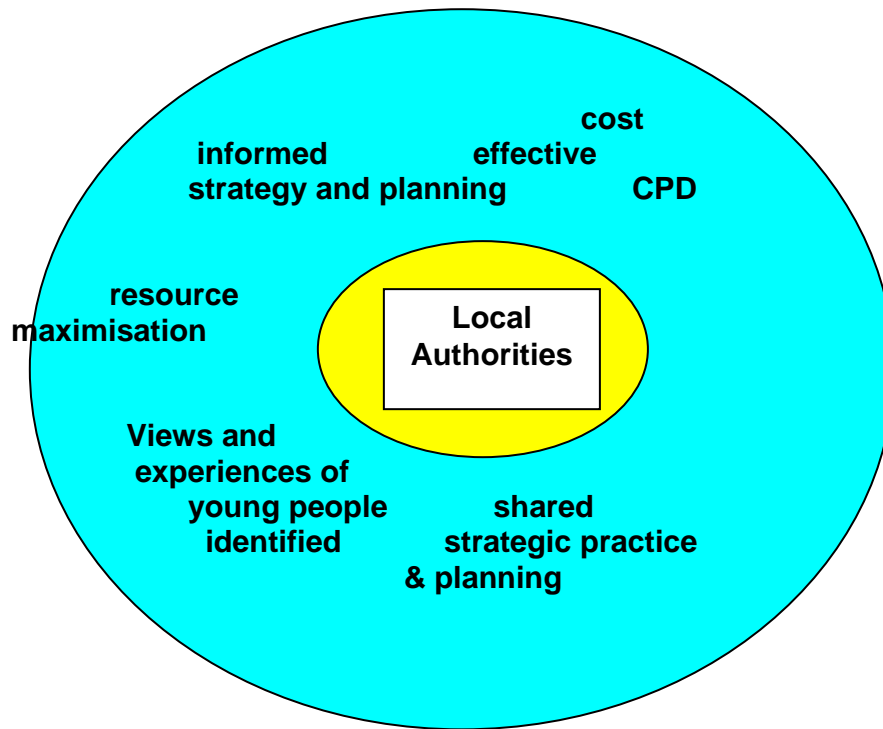 cost
informed effective
strategy and planning CPD
resource
maximisation
Local
Authorities
Views and
experiences of
young people shared
identified strategic practice
& planning